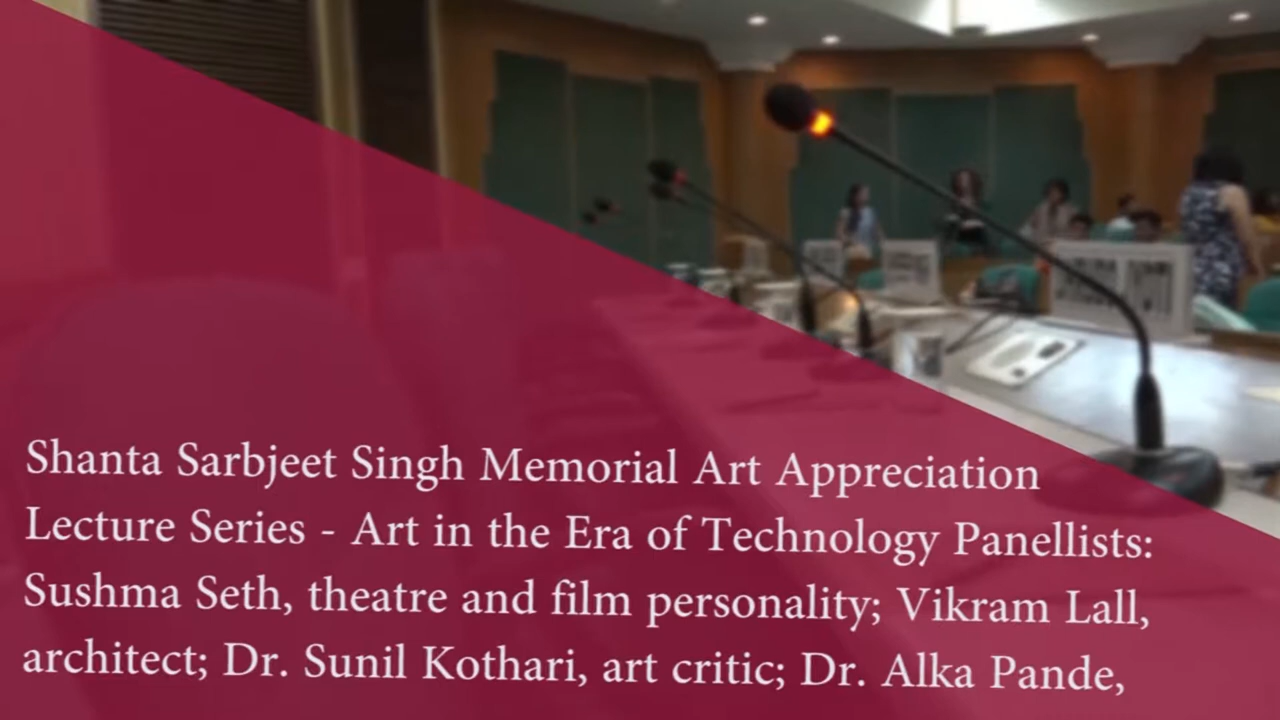 Shanta Sarbjeet Singh Memorial Art Appreciation
Lecture Series - Art in the Era of Technology Panellists:
Sushma Seth, theatre and film personality; Vikram Lall,
architect; Dr. Sunil Kothari, art critic; Dr. Alka Pande,